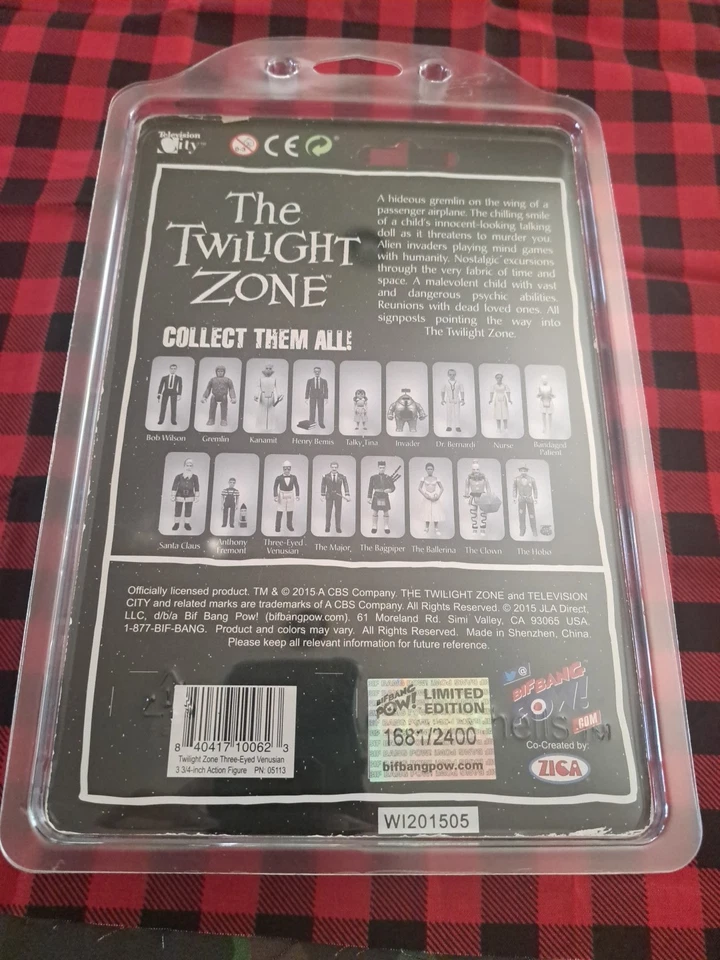 Television
City™
0-3
CE
The
TWILIGHT
ZONE™
A hideous gremlin on the wing of a
passenger airplane. The chilling smile
of a child's innocent-looking talking
doll as it threatens to murder you.
Alien invaders playing mind games
with humanity. Nostalgic excursions
through the very fabric of time and
space. A malevolent child with vast
and dangerous psychic abilities.
Reunions with dead loved ones. All
signposts pointing the way into
The Twilight Zone.
COLLECT THEM ALL!
Bob Wilson Gremlin Kanamit Henry Bemis Talky Tina Invader Dr Bernardi Nurse Bandaged
Patient
Santa Claus Anthony
Fremont Three-Eyed
Venusian The Major The Bagpiper The Ballerina The Clown The Hobo
Officially licensed product. TM & © 2015 A CBS Company. THE TWILIGHT ZONE and TELEVISION
CITY and related marks are trademarks of A CBS Company. All Rights Reserved. © 2015 JLA Direct,
LLC, d/b/a Bif Bang Pow! (bifbangpow.com). 61 Moreland Rd. Simi Valley, CA 93065 USA.
1-877-BIF-BANG. Product and colors may vary. All Rights Reserved. Made in Shenzhen, China.
Please keep all relevant information for future reference.
8 40417 10062 3
Twilight Zone Three-Eyed Venusian
3 3/4-inch Action Figure PN: 05113
BIFBANG
POW!
LIMITED
EDITION
1681/2400
bifbangpow.com
@
BIFBANG
POW!
.COM
Co-Created by:
ZICA
WI201505